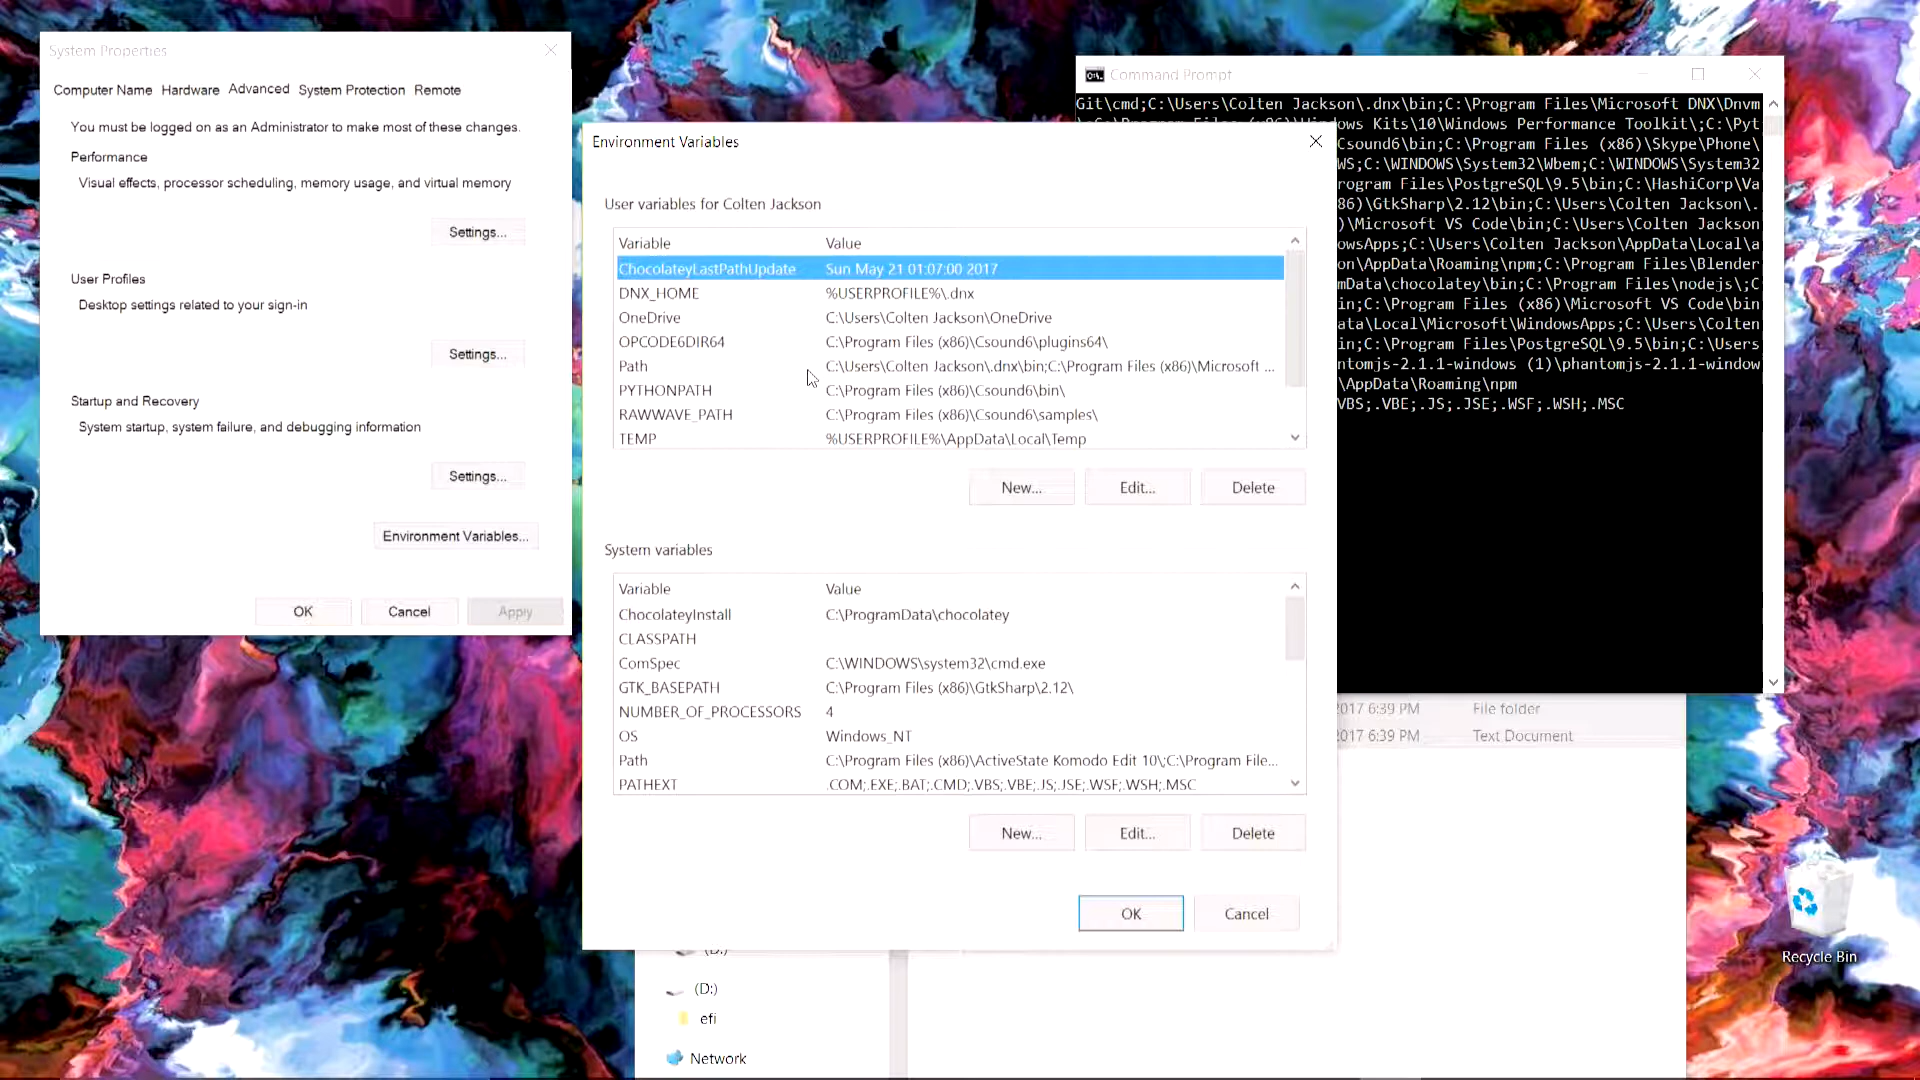 System Properties
Computer Name Hardware Advanced System Protection Remote
You must be logged on as an Administrator to make most of these changes.
Performance
Visual effects, processor scheduling, memory usage, and virtual memory
Settings...
User Profiles
Desktop settings related to your sign-in
Settings...
Startup and Recovery
System startup, system failure, and debugging information
Settings...
Environment Variables...
OK Cancel Apply
Environment Variables
User variables for Colten Jackson
Variable Value
ChocolateyLastPathUpdate Sun May 21 01:07:00 2017
DNX_HOME %USERPROFILE%\.dnx
OneDrive C:\Users\Colten Jackson\OneDrive
OPCODE6DIR64 C:\Program Files (x86)\Csound6\plugins64\
Path C:\Users\Colten Jackson\.dnx\bin;C:\Program Files (x86)\Microsoft ...
PYTHONPATH C:\Program Files (x86)\Csound6\bin\
RAWWAVE_PATH C:\Program Files (x86)\Csound6\samples\
TEMP %USERPROFILE%\AppData\Local\Temp
New... Edit... Delete
System variables
Variable Value
ChocolateyInstall C:\ProgramData\chocolatey
CLASSPATH
ComSpec C:\WINDOWS\system32\cmd.exe
GTK_BASEPATH C:\Program Files (x86)\GtkSharp\2.12\
NUMBER_OF_PROCESSORS 4
OS Windows_NT
Path C:\Program Files (x86)\ActiveState Komodo Edit 10\;C:\Program File...
PATHEXT .COM;.EXE;.BAT;.CMD;.VBS;.VBE;.JS;.JSE;.WSF;.WSH;.MSC
New... Edit... Delete
OK Cancel
Command Prompt
Git\cmd;C:\Users\Colten Jackson\.dnx\bin;C:\Program Files\Microsoft DNX\Dnvm
ows Kits\10\Windows Performance Toolkit\;C:\Pyt
Csound6\bin;C:\Program Files (x86)\Skype\Phone\
WS;C:\WINDOWS\System32\Wbem;C:\WINDOWS\System32
rogram Files\PostgreSQL\9.5\bin;C:\HashiCorp\Va
86)\GtkSharp\2.12\bin;C:\Users\Colten Jackson\.
)\Microsoft VS Code\bin;C:\Users\Colten Jackson
owsApps;C:\Users\Colten Jackson\AppData\Local\a
on\AppData\Roaming\npm;C:\Program Files\Blender
mData\chocolatey\bin;C:\Program Files\nodejs\;C
in;C:\Program Files (x86)\Microsoft VS Code\bin
ata\Local\Microsoft\WindowsApps;C:\Users\Colten
in;C:\Program Files\PostgreSQL\9.5\bin;C:\Users
ntomjs-2.1.1-windows (1)\phantomjs-2.1.1-window
\AppData\Roaming\npm
VBS;.VBE;.JS;.JSE;.WSF;.WSH;.MSC
2017 6:39 PM File folder
2017 6:39 PM Text Document
(D:)
efi
Network
Recycle Bin